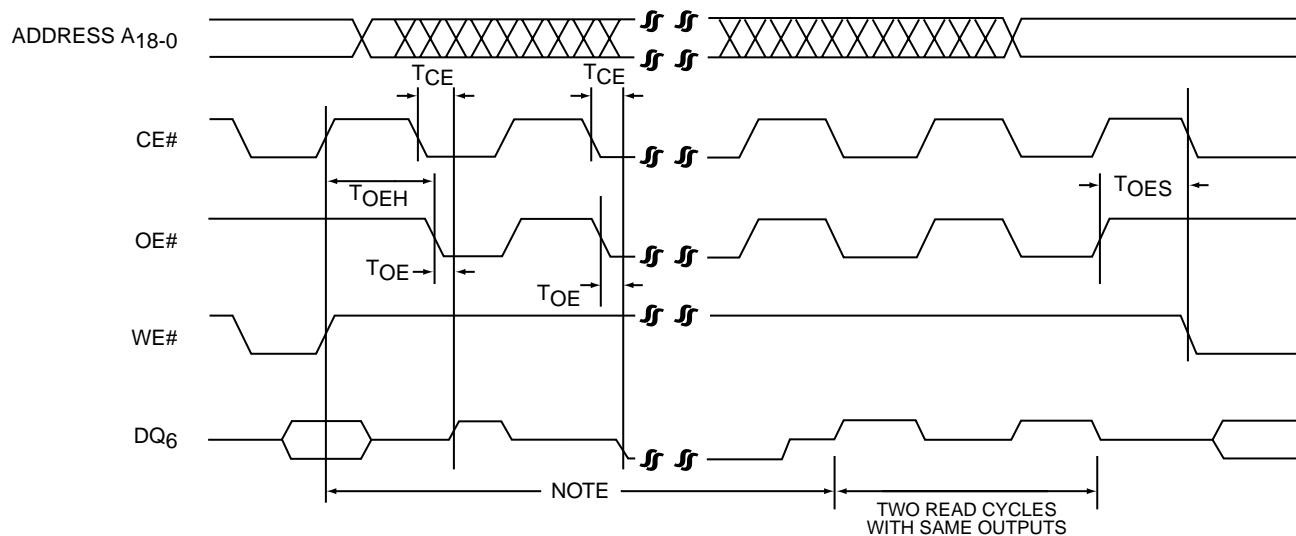 ADDRESS A18-0
TCE TCE
CE#
TOEH TOES
OE#
TOE TOE
WE#
DQ6
NOTE
TWO READ CYCLES
WITH SAME OUTPUTS